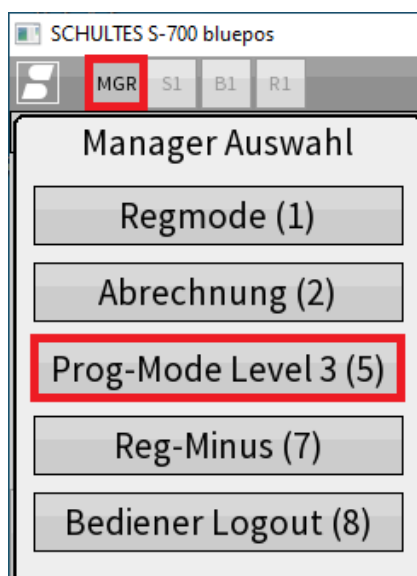 SCHULTES S-700 bluepos
MGR S1 B1 R1
Manager Auswahl
Regmode (1)
Abrechnung (2)
Prog-Mode Level 3 (5)
Reg-Minus (7)
Bediener Logout (8)